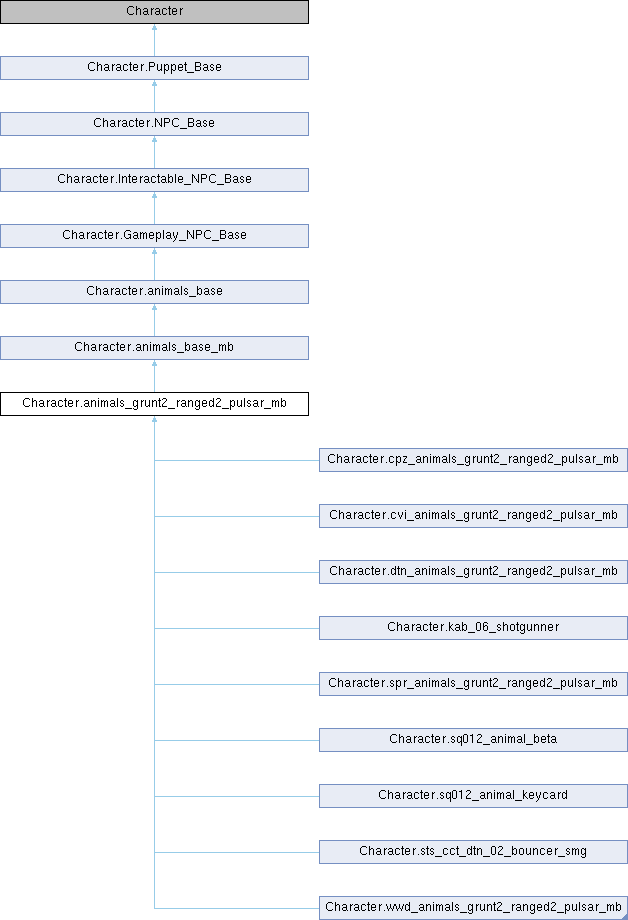 Character
Character.Puppet_Base
Character.NPC_Base
Character.Interactable_NPC_Base
Character.Gameplay_NPC_Base
Character.animals_base
Character.animals_base_mb
Character.animals_grunt2_ranged2_pulsar_mb
Character.cpz_animals_grunt2_ranged2_pulsar_mb
Character.cvi_animals_grunt2_ranged2_pulsar_mb
Character.dtn_animals_grunt2_ranged2_pulsar_mb
Character.kab_06_shotgunner
Character.spr_animals_grunt2_ranged2_pulsar_mb
Character.sq012_animal_beta
Character.sq012_animal_keycard
Character.sts_cct_dtn_02_bouncer_smg
Character.wwd_animals_grunt2_ranged2_pulsar_mb